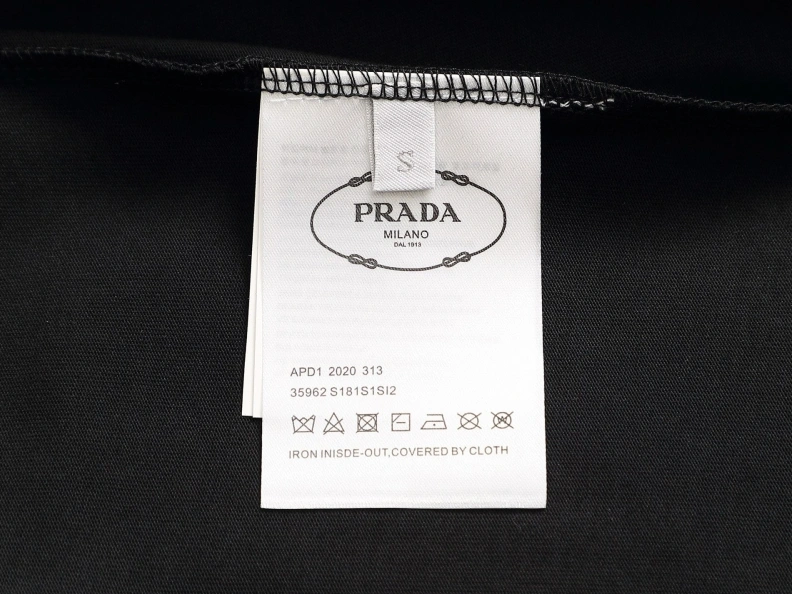 S
PRADA
MILANO
DAL 1913
APD1 2020 313
35962 S181S1SI2
IRON INISDE-OUT,COVERED BY CLOTH